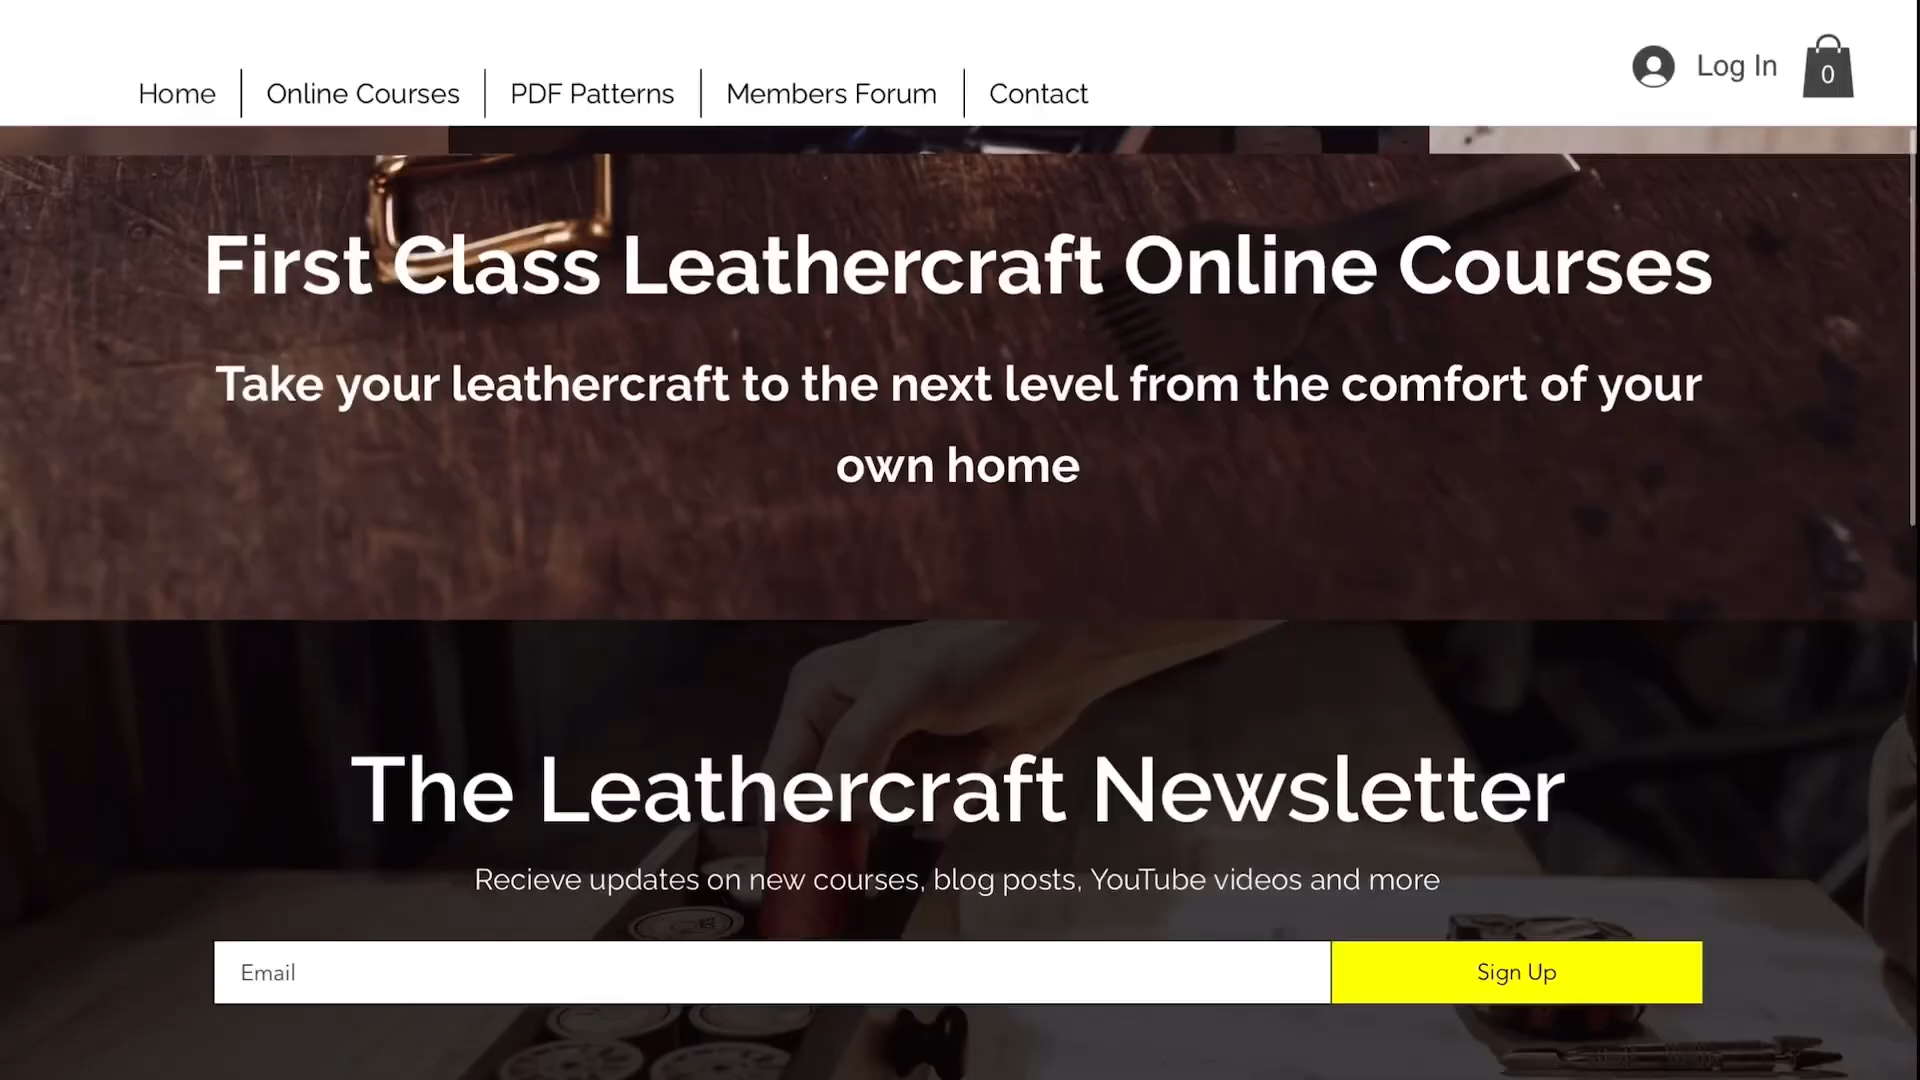 Home
Online Courses
PDF Patterns
Members Forum
Contact
Log In
0
First Class Leathercraft Online Courses
Take your leathercraft to the next level from the comfort of your
own home
The Leathercraft Newsletter
Recieve updates on new courses, blog posts, YouTube videos and more
Email
Sign Up